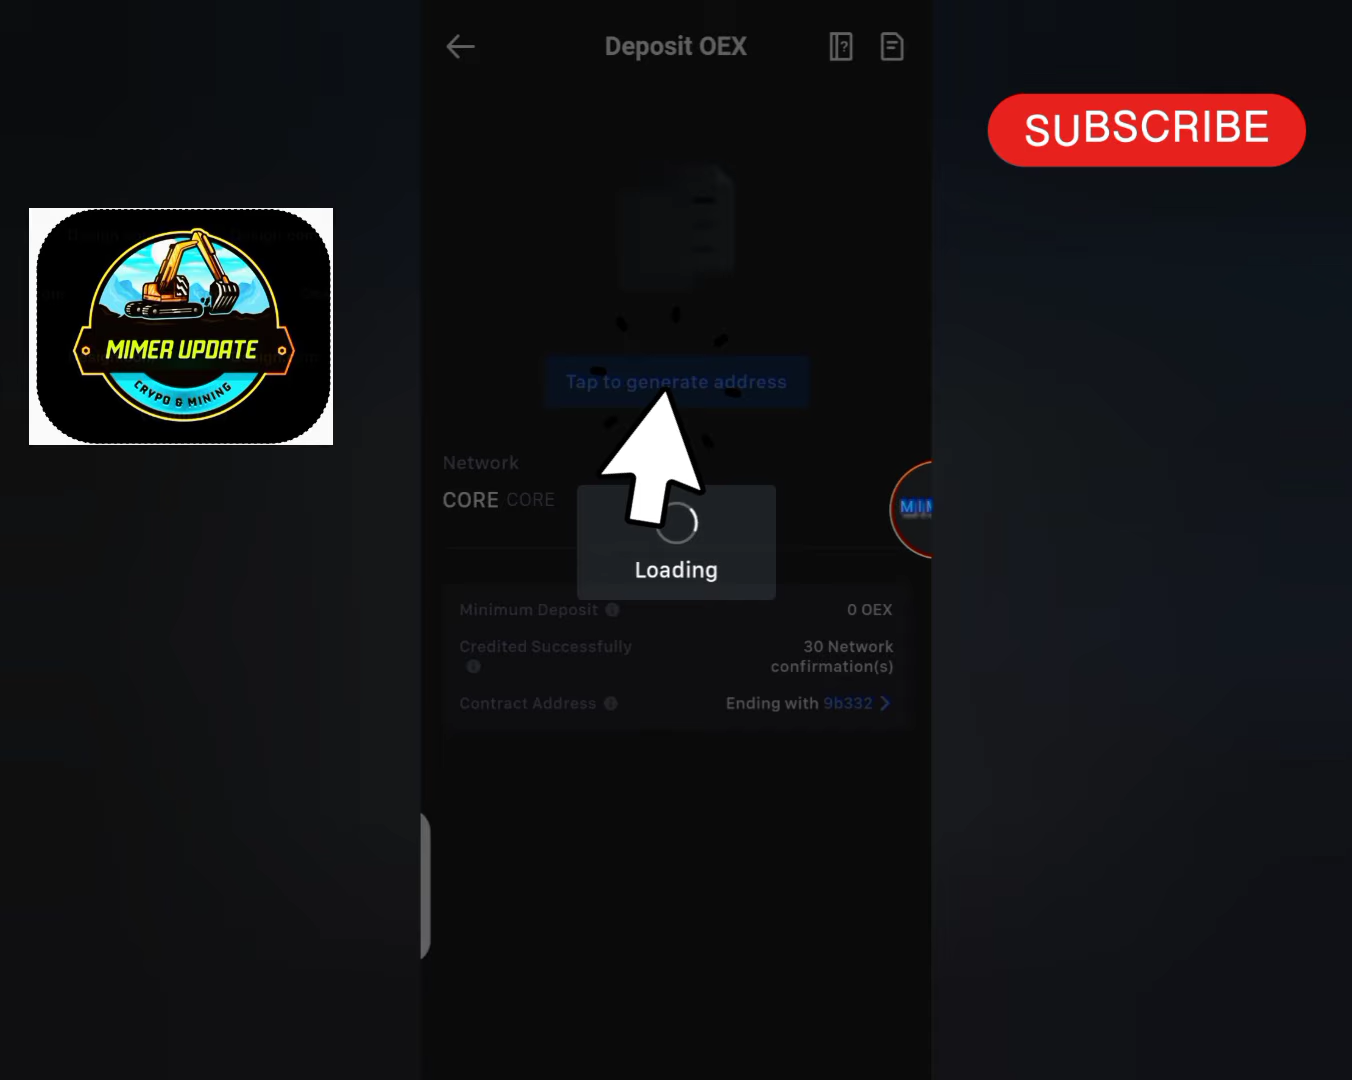 Deposit OEX
SUBSCRIBE
MIMER UPDATE
CRYPO & MINING
Tap to generate address
Network
CORE CORE
Loading
Minimum Deposit
0 OEX
Credited Successfully
30 Network
confirmation(s)
Contract Address
Ending with 9b332